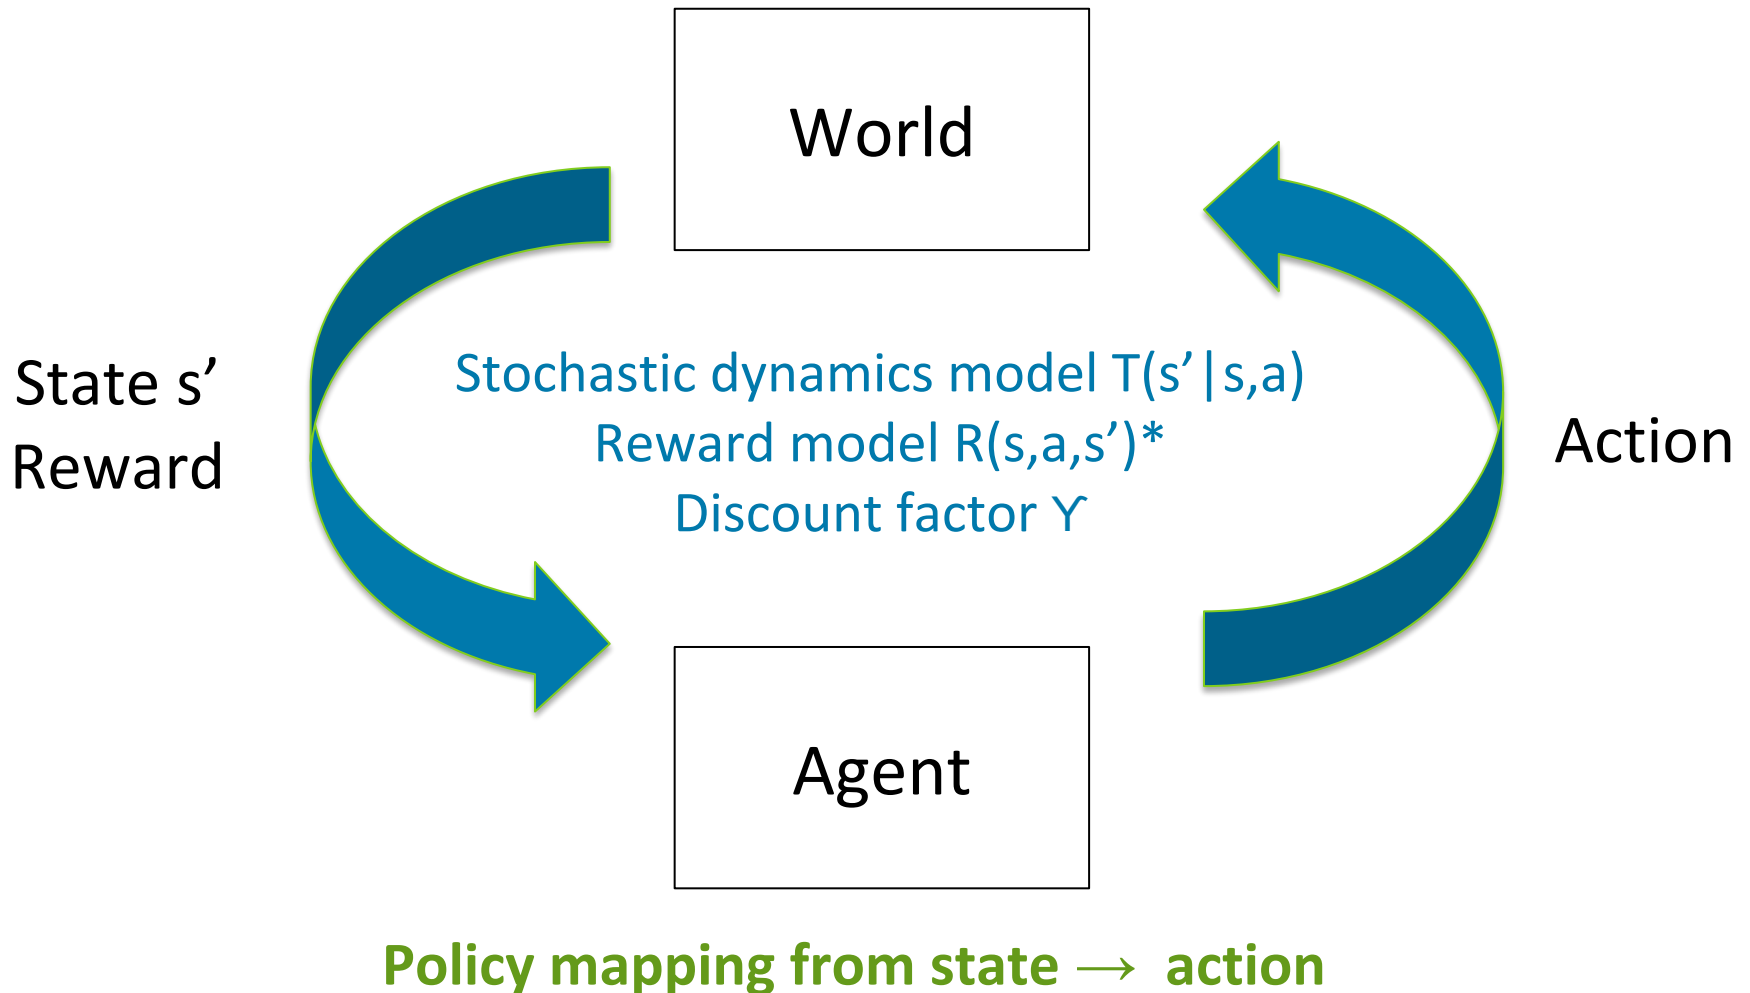 World
State s’
Reward
Stochastic dynamics model T(s’|s,a)
Reward model R(s,a,s’)*
Discount factor ϒ
Action
Agent
Policy mapping from state → action